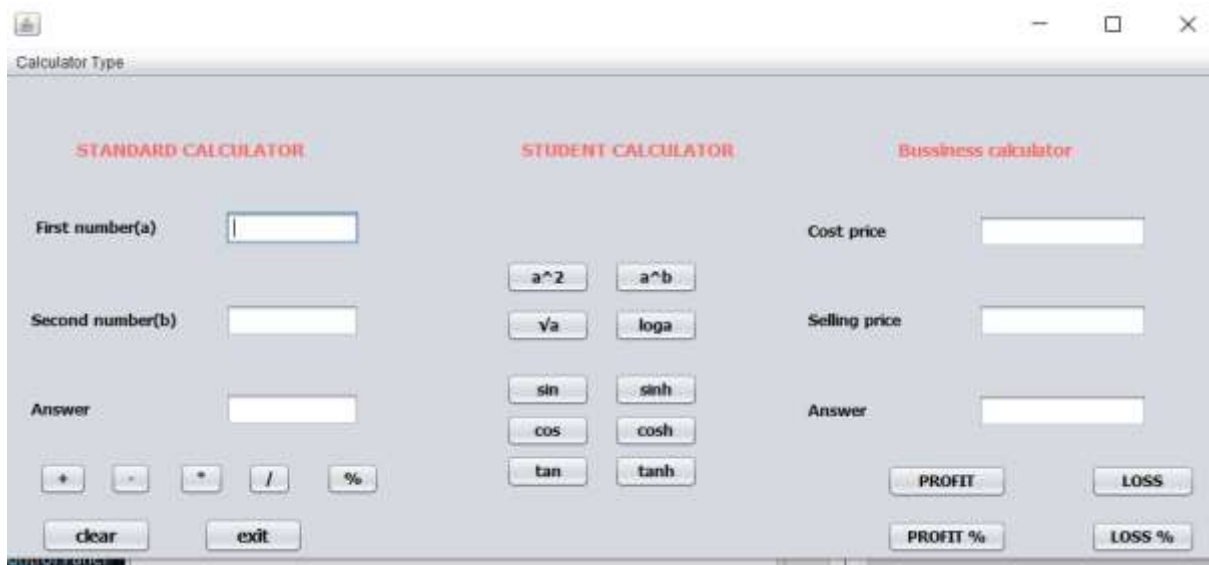 Calculator Type
STANDARD CALCULATOR
First number(a)
Second number(b)
Answer
+ - * / %
clear exit
STUDENT CALCULATOR
a^2 a^b
√a loga
sin sinh
cos cosh
tan tanh
Bussiness calculator
Cost price
Selling price
Answer
PROFIT LOSS
PROFIT % LOSS %